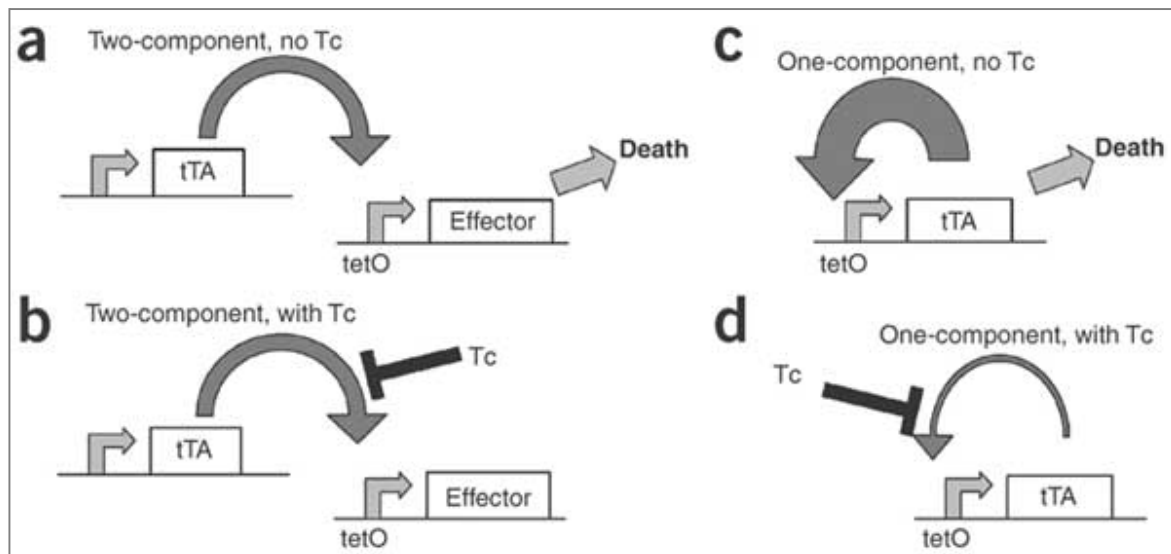 a
Two-component, no Tc
tTA
Effector
Death
tetO
b
Two-component, with Tc
Tc
tTA
Effector
tetO
c
One-component, no Tc
Death
tTA
tetO
d
One-component, with Tc
Tc
tTA
tetO